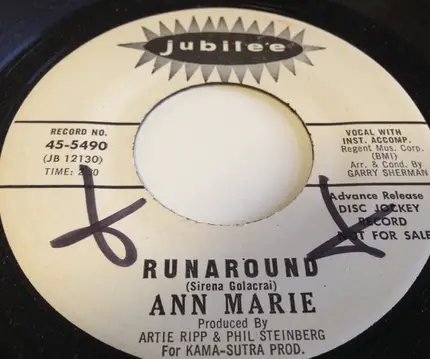 jubilee
RECORD NO.
45-5490
(JB 12130)
TIME:
VOCAL WITH
INST. ACCOMP.
Regent Mus. Corp.
(BMI)
Arr. & Cond. By
GARRY SHERMAN
Advance Release
DISC JOCKEY
RECORD
NOT FOR SALE
RUNAROUND
(Sirena Golacrai)
ANN MARIE
Produced By
ARTIE RIPP & PHIL STEINBERG
For KAMA-SUTRA PROD.